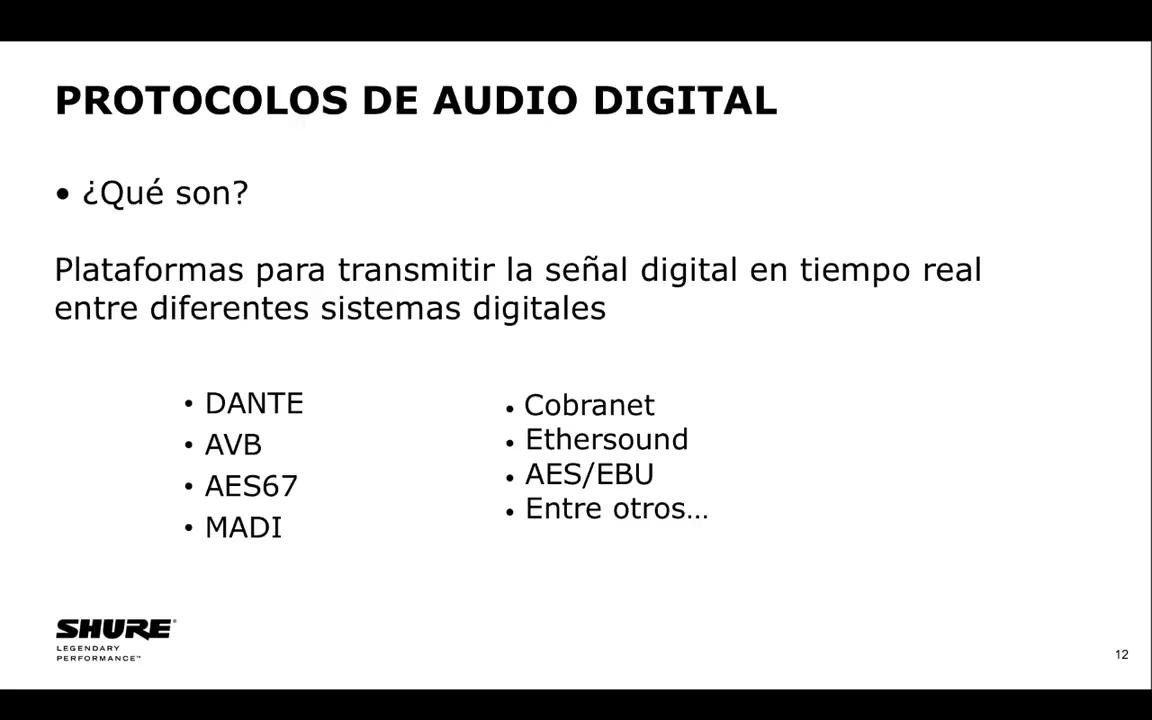 PROTOCOLOS DE AUDIO DIGITAL
• ¿Qué son?
Plataformas para transmitir la señal digital en tiempo real
entre diferentes sistemas digitales
• DANTE
• AVB
• AES67
• MADI
• Cobranet
• Ethersound
• AES/EBU
• Entre otros…
SHURE®
LEGENDARY
PERFORMANCE™
12